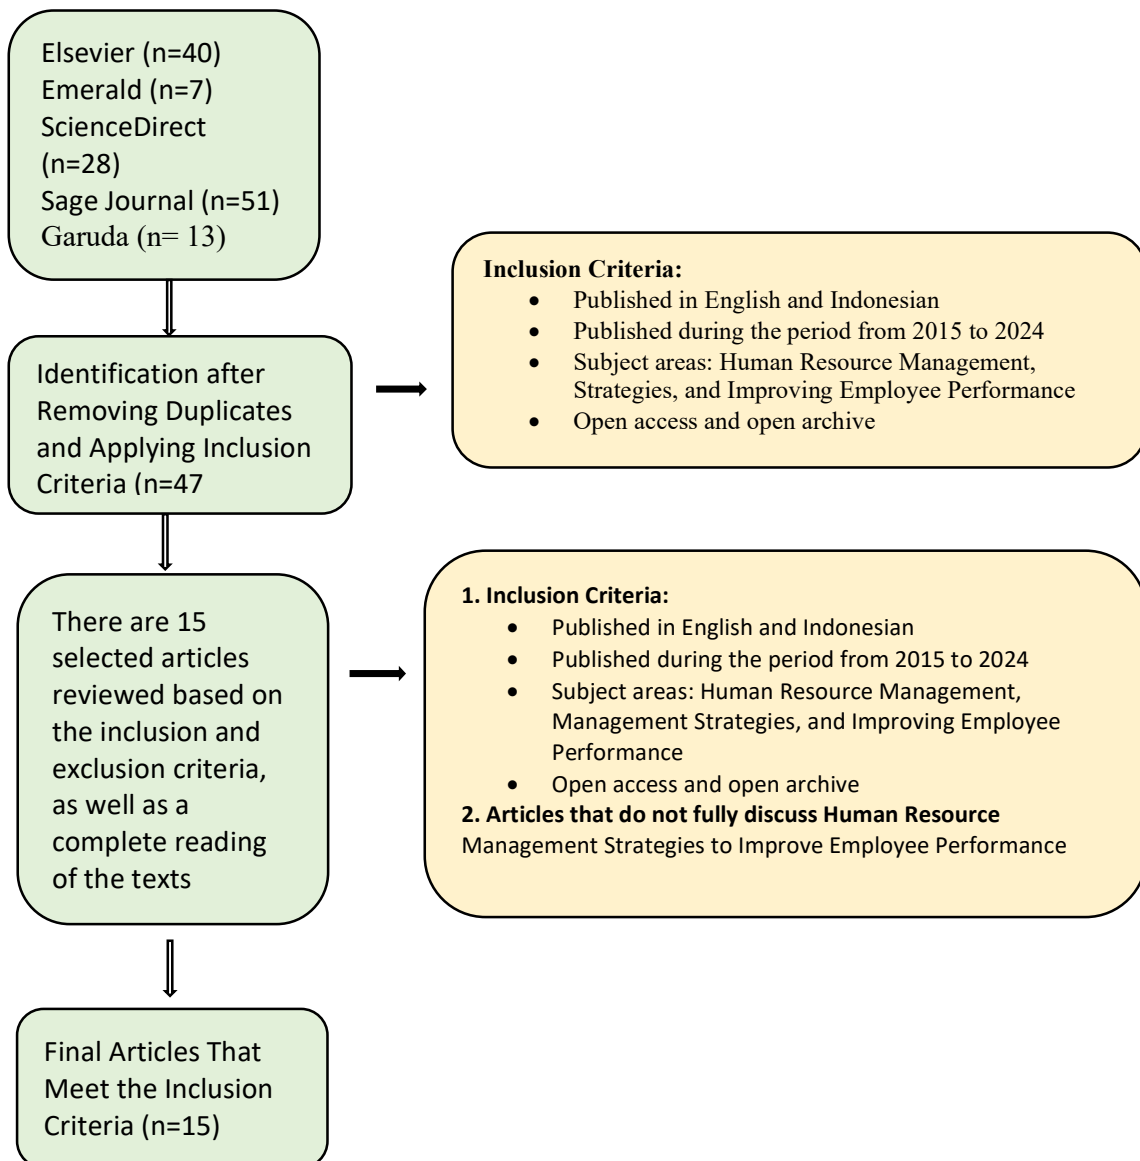 Elsevier (n=40)
Emerald (n=7)
ScienceDirect
(n=28)
Sage Journal (n=51)
Garuda (n= 13)
Inclusion Criteria:
• Published in English and Indonesian
• Published during the period from 2015 to 2024
• Subject areas: Human Resource Management,
Strategies, and Improving Employee Performance
• Open access and open archive
Identification after
Removing Duplicates
and Applying Inclusion
Criteria (n=47
There are 15
selected articles
reviewed based on
the inclusion and
exclusion criteria,
as well as a
complete reading
of the texts
1. Inclusion Criteria:
• Published in English and Indonesian
• Published during the period from 2015 to 2024
• Subject areas: Human Resource Management,
Management Strategies, and Improving Employee
Performance
• Open access and open archive
2. Articles that do not fully discuss Human Resource
Management Strategies to Improve Employee Performance
Final Articles That
Meet the Inclusion
Criteria (n=15)